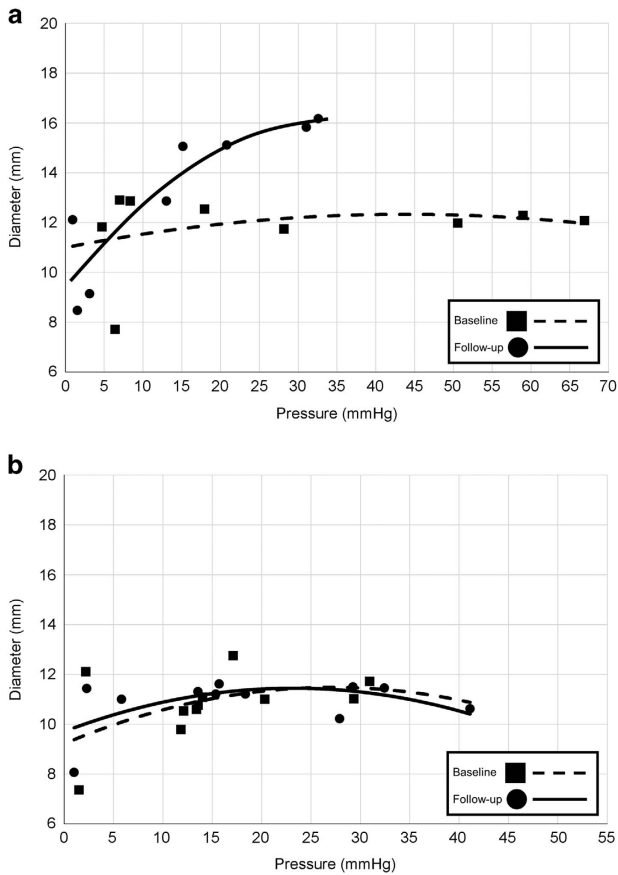 a
20
18
16
14
12
10
8
6
Diameter (mm)
0 5 10 15 20 25 30 35 40 45 50 55 60 65 70
Pressure (mmHg)
Baseline
Follow-up
b
20
18
16
14
12
10
8
6
Diameter (mm)
0 5 10 15 20 25 30 35 40 45 50 55
Pressure (mmHg)
Baseline
Follow-up